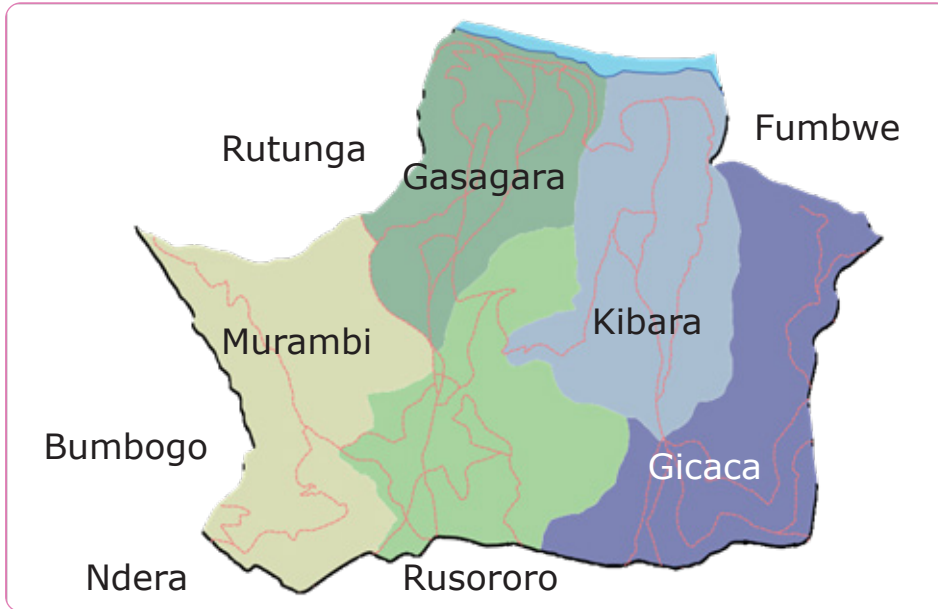 Fumbwe
Rutunga
Gasagara
Kibara
Murambi
Bumbogo
Gicaca
Ndera
Rusororo